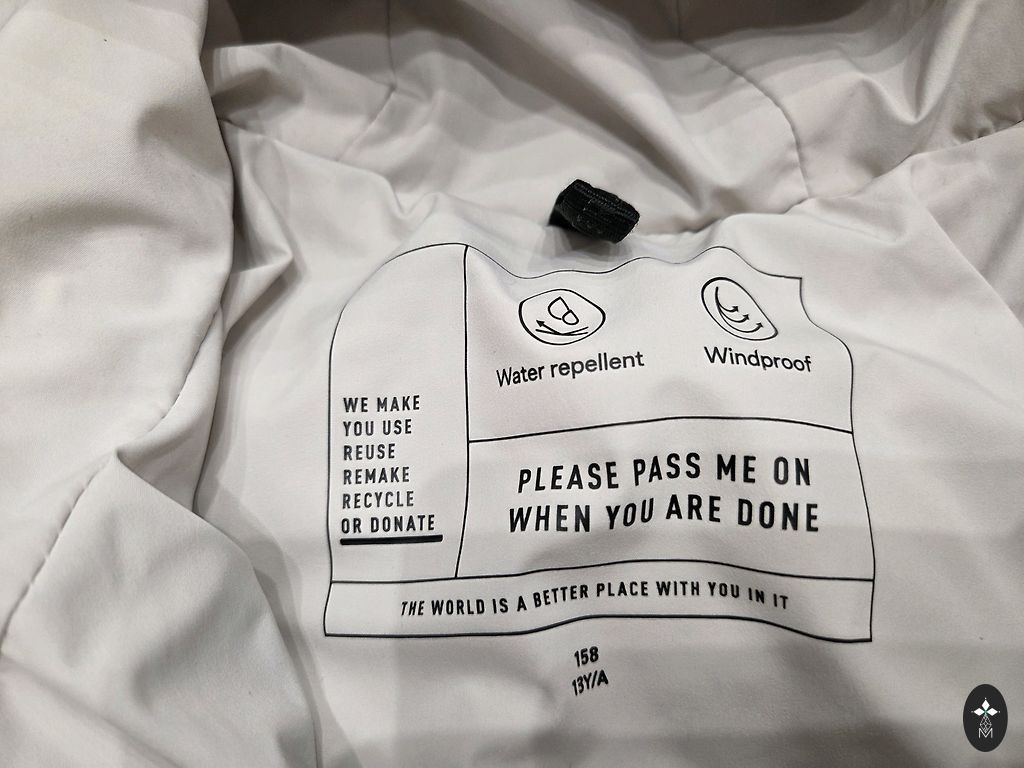 Water repellent
Windproof
WE MAKE
YOU USE
REUSE
REMAKE
RECYCLE
OR DONATE
PLEASE PASS ME ON
WHEN YOU ARE DONE
THE WORLD IS A BETTER PLACE WITH YOU IN IT
158
13Y/A